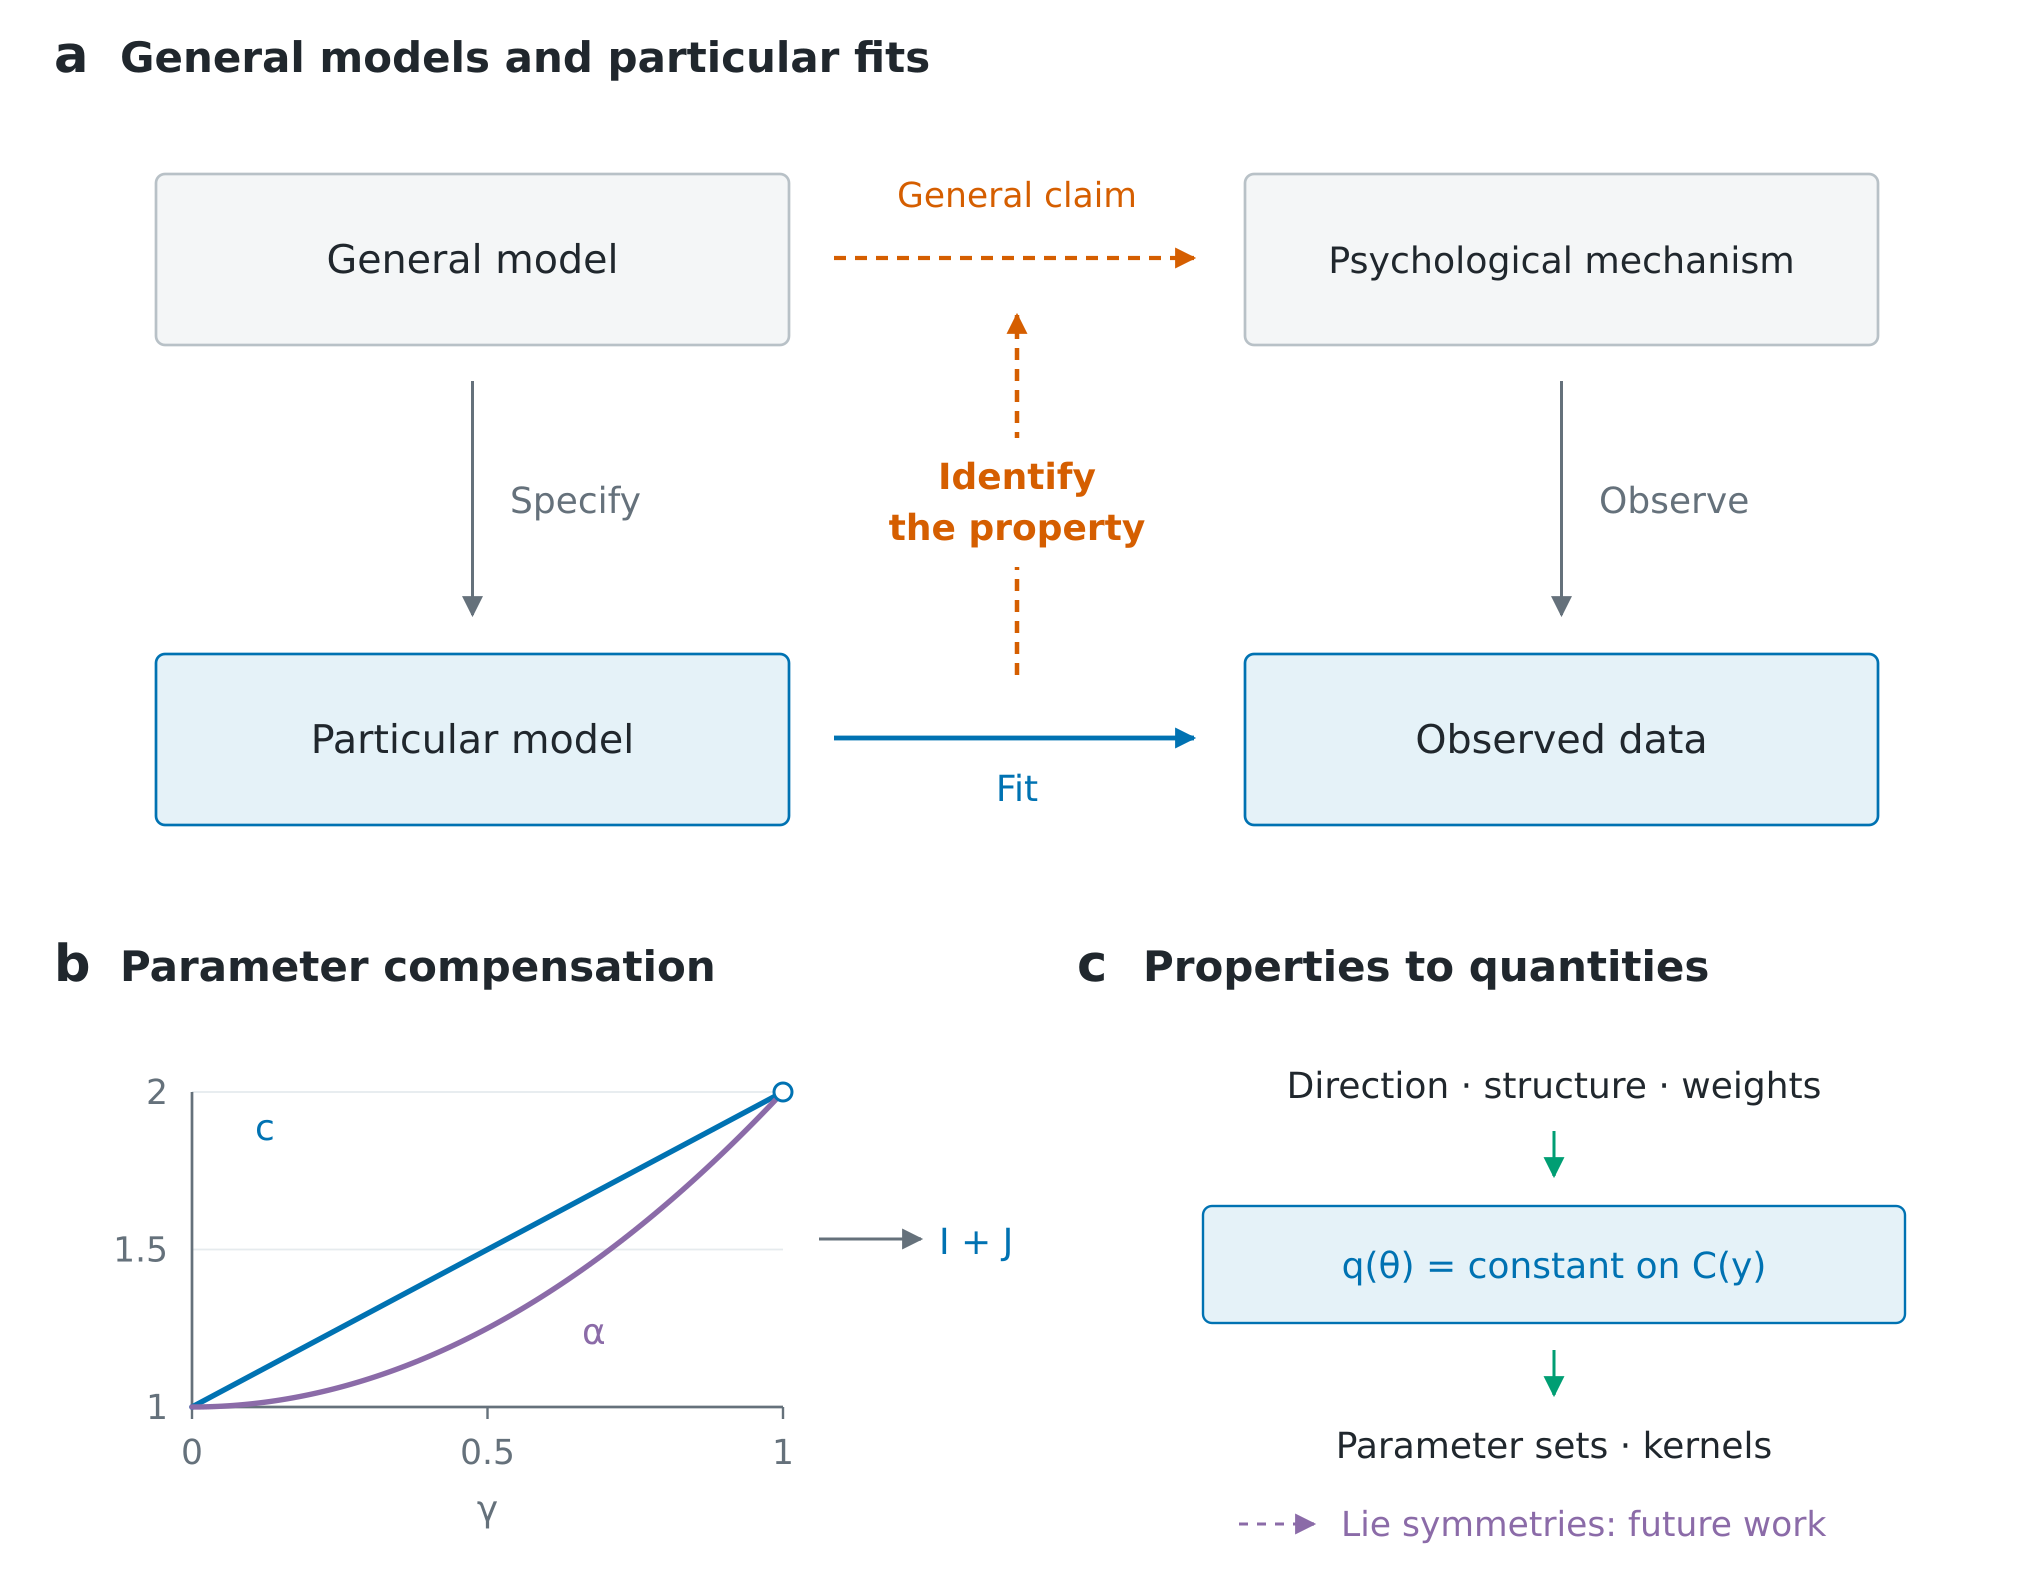 a General models and particular fits
General claim
General model
Psychological mechanism
Identify
the property
Specify
Observe
Particular model
Observed data
Fit
b Parameter compensation
2
c
1.5
I + J
α
1
0 0.5 1
γ
c Properties to quantities
Direction · structure · weights
q(θ) = constant on C(y)
Parameter sets · kernels
Lie symmetries: future work